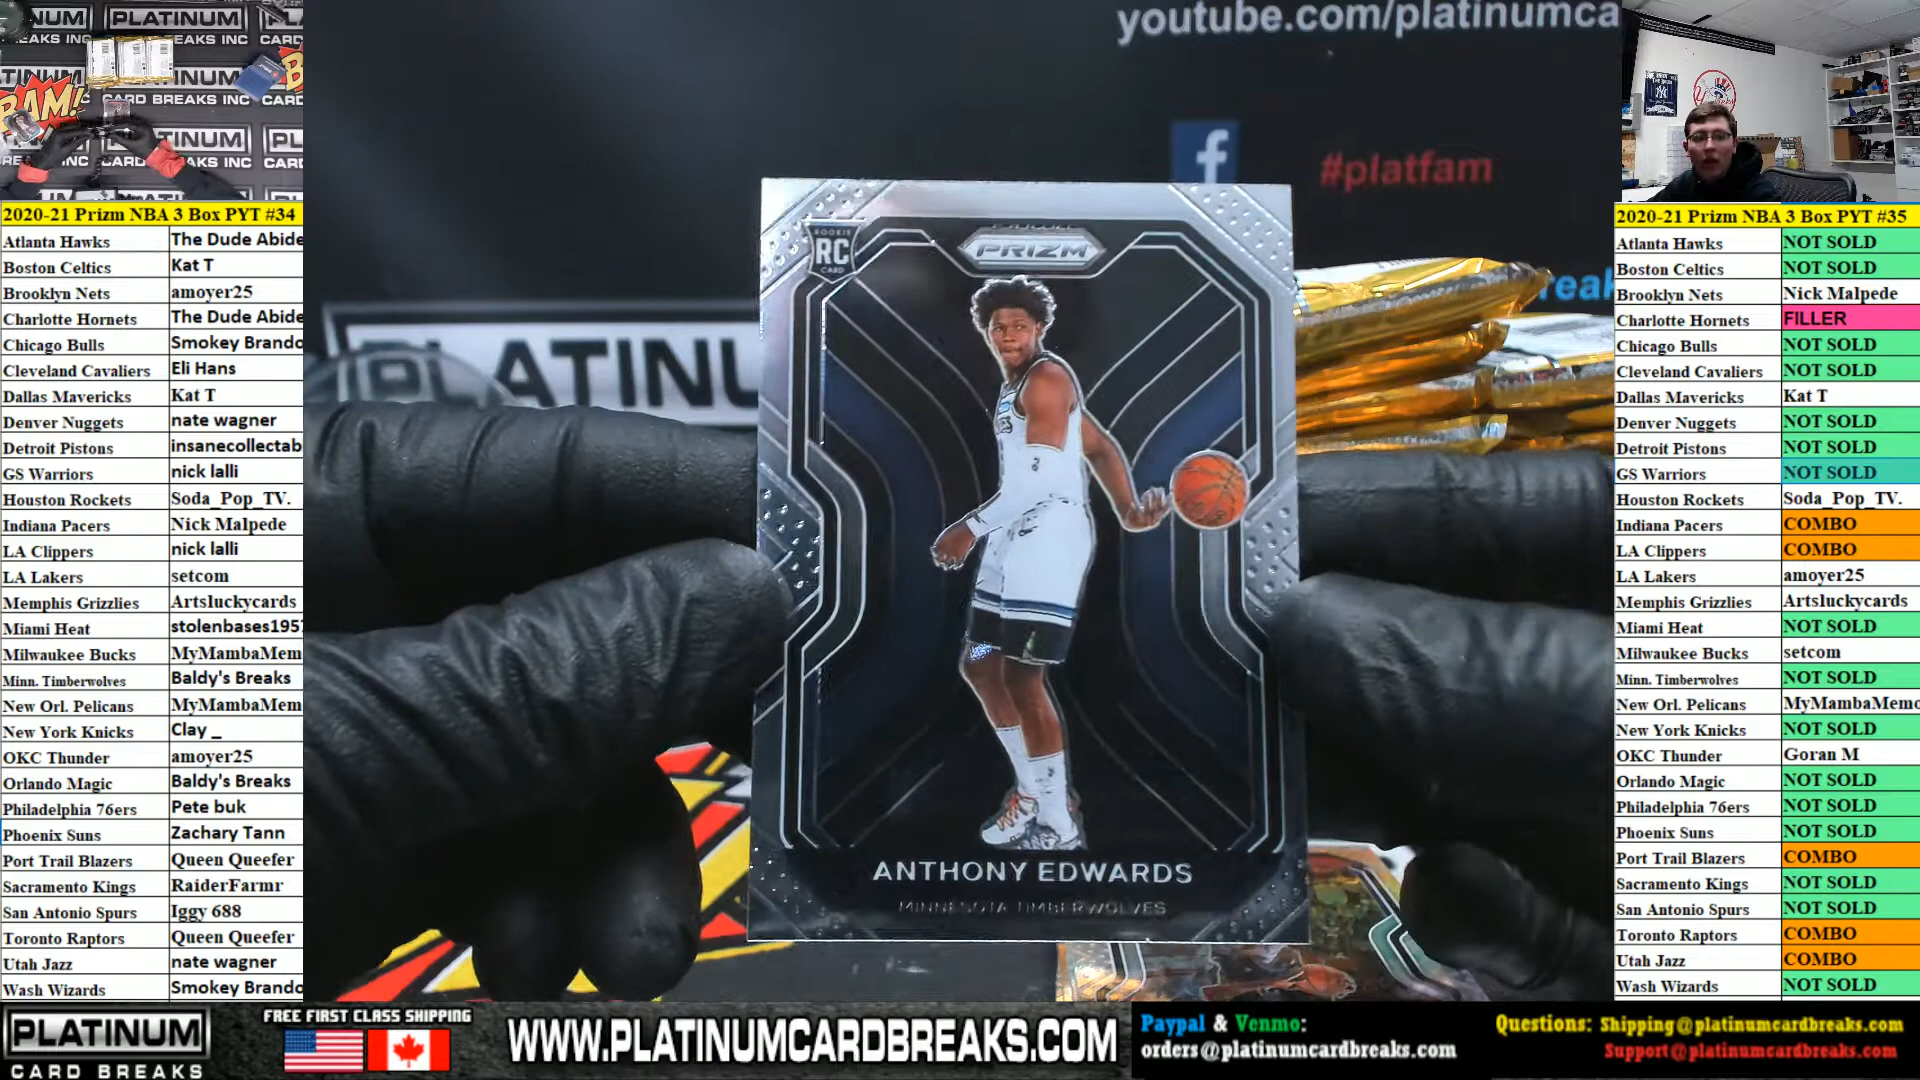 PLATINUM
CARD BREAKS INC
BAM!
youtube.com/platinumca
f
#platfam
reak
PLATINU
ROOKIE
RC
CARD
PRIZM
ANTHONY EDWARDS
MINNESOTA TIMBERWOLVES
2020-21 Prizm NBA 3 Box PYT #34
Atlanta Hawks The Dude Abide
Boston Celtics Kat T
Brooklyn Nets amoyer25
Charlotte Hornets The Dude Abide
Chicago Bulls Smokey Brando
Cleveland Cavaliers Eli Hans
Dallas Mavericks Kat T
Denver Nuggets nate wagner
Detroit Pistons insanecollectab
GS Warriors nick lalli
Houston Rockets Soda_Pop_TV.
Indiana Pacers Nick Malpede
LA Clippers nick lalli
LA Lakers setcom
Memphis Grizzlies Artsluckycards
Miami Heat stolenbases1957
Milwaukee Bucks MyMambaMem
Minn. Timberwolves Baldy's Breaks
New Orl. Pelicans MyMambaMem
New York Knicks Clay _
OKC Thunder amoyer25
Orlando Magic Baldy's Breaks
Philadelphia 76ers Pete buk
Phoenix Suns Zachary Tann
Port Trail Blazers Queen Queefer
Sacramento Kings RaiderFarmr
San Antonio Spurs Iggy 688
Toronto Raptors Queen Queefer
Utah Jazz nate wagner
Wash Wizards Smokey Brando
2020-21 Prizm NBA 3 Box PYT #35
Atlanta Hawks NOT SOLD
Boston Celtics NOT SOLD
Brooklyn Nets Nick Malpede
Charlotte Hornets FILLER
Chicago Bulls NOT SOLD
Cleveland Cavaliers NOT SOLD
Dallas Mavericks Kat T
Denver Nuggets NOT SOLD
Detroit Pistons NOT SOLD
GS Warriors NOT SOLD
Houston Rockets Soda_Pop_TV.
Indiana Pacers COMBO
LA Clippers COMBO
LA Lakers amoyer25
Memphis Grizzlies Artsluckycards
Miami Heat NOT SOLD
Milwaukee Bucks setcom
Minn. Timberwolves NOT SOLD
New Orl. Pelicans MyMambaMemo
New York Knicks NOT SOLD
OKC Thunder Goran M
Orlando Magic NOT SOLD
Philadelphia 76ers NOT SOLD
Phoenix Suns NOT SOLD
Port Trail Blazers COMBO
Sacramento Kings NOT SOLD
San Antonio Spurs NOT SOLD
Toronto Raptors COMBO
Utah Jazz COMBO
Wash Wizards NOT SOLD
PLATINUM
CARD BREAKS
FREE FIRST CLASS SHIPPING
WWW.PLATINUMCARDBREAKS.COM
Paypal & Venmo:
orders@platinumcardbreaks.com
Questions: Shipping@platinumcardbreaks.com
Support@platinumcardbreaks.com